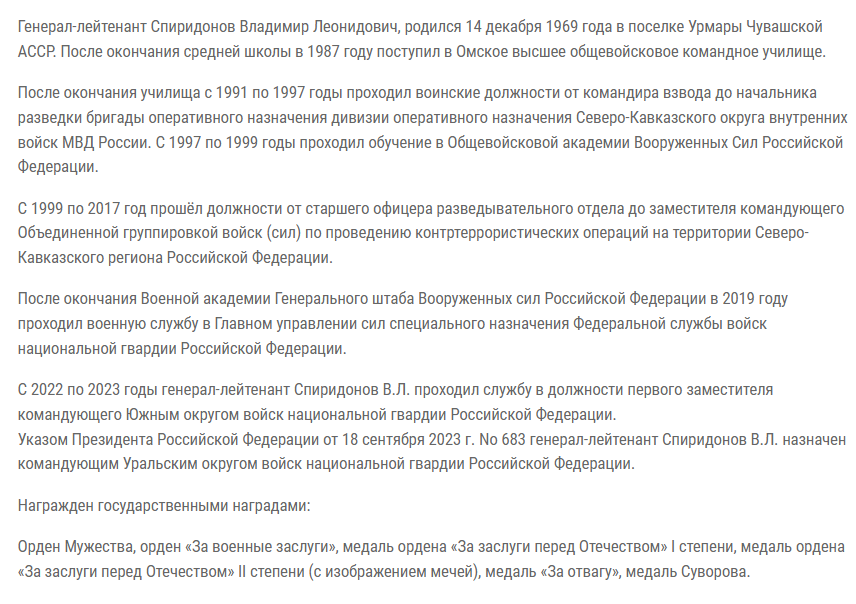 Генерал-лейтенант Спиридонов Владимир Леонидович, родился 14 декабря 1969 года в поселке Урмары Чувашской
АССР. После окончания средней школы в 1987 году поступил в Омское высшее общевойсковое командное училище.
После окончания училища с 1991 по 1997 годы проходил воинские должности от командира взвода до начальника
разведки бригады оперативного назначения дивизии оперативного назначения Северо-Кавказского округа внутренних
войск МВД России. С 1997 по 1999 годы проходил обучение в Общевойсковой академии Вооруженных Сил Российской
Федерации.
С 1999 по 2017 год прошёл должности от старшего офицера разведывательного отдела до заместителя командующего
Объединенной группировкой войск (сил) по проведению контртеррористических операций на территории Северо-
Кавказского региона Российской Федерации.
После окончания Военной академии Генерального штаба Вооруженных сил Российской Федерации в 2019 году
проходил военную службу в Главном управлении сил специального назначения Федеральной службы войск
национальной гвардии Российской Федерации.
С 2022 по 2023 годы генерал-лейтенант Спиридонов В.Л. проходил службу в должности первого заместителя
командующего Южным округом войск национальной гвардии Российской Федерации.
Указом Президента Российской Федерации от 18 сентября 2023 г. No 683 генерал-лейтенант Спиридонов В.Л. назначен
командующим Уральским округом войск национальной гвардии Российской Федерации.
Награжден государственными наградами:
Орден Мужества, орден «За военные заслуги», медаль ордена «За заслуги перед Отечеством» I степени, медаль ордена
«За заслуги перед Отечеством» II степени (с изображением мечей), медаль «За отвагу», медаль Суворова.